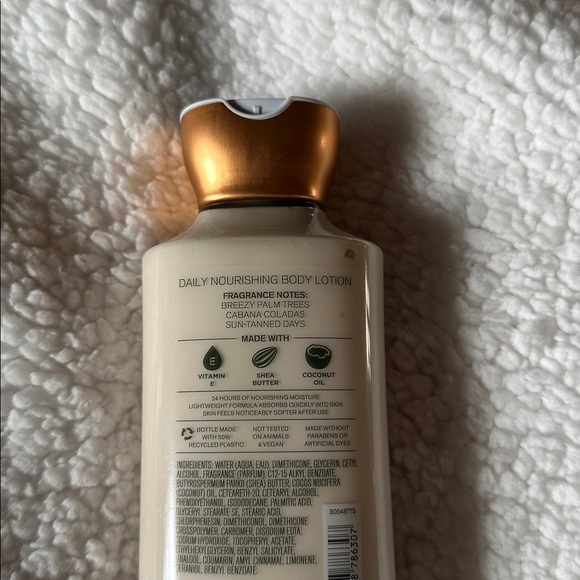 DAILY NOURISHING BODY LOTION
FRAGRANCE NOTES:
BREEZY PALM TREES
CABANA COLADAS
SUN-TANNED DAYS
MADE WITH
E
VITAMIN E
SHEA BUTTER
COCONUT OIL
24 HOURS OF NOURISHING MOISTURE
LIGHTWEIGHT FORMULA ABSORBS QUICKLY INTO SKIN
SKIN FEELS NOTICEABLY SOFTER AFTER USE
BOTTLE MADE WITH 50% RECYCLED PLASTIC
NOT TESTED ON ANIMALS & VEGAN
MADE WITHOUT PARABENS OR ARTIFICIAL DYES
INGREDIENTS: WATER (AQUA, EAU), DIMETHICONE, GLYCERIN, CETYL
ALCOHOL, FRAGRANCE (PARFUM), C12-15 ALKYL BENZOATE,
BUTYROSPERMUM PARKII (SHEA) BUTTER, COCOS NUCIFERA
(COCONUT) OIL, CETEARETH-20, CETEARYL ALCOHOL,
PHENOXYETHANOL, ISODODECANE, PALMITIC ACID,
GLYCERYL STEARATE SE, STEARIC ACID,
CHLORPHENESIN, DIMETHICONOL, DIMETHICONE
CROSSPOLYMER, CARBOMER, DISODIUM EDTA,
SODIUM HYDROXIDE, TOCOPHERYL ACETATE,
ETHYLHEXYLGLYCERIN, BENZYL SALICYLATE,
LINALOOL, COUMARIN, AMYL CINNAMAL, LIMONENE,
GERANIOL, BENZYL BENZOATE.
30648775
786307